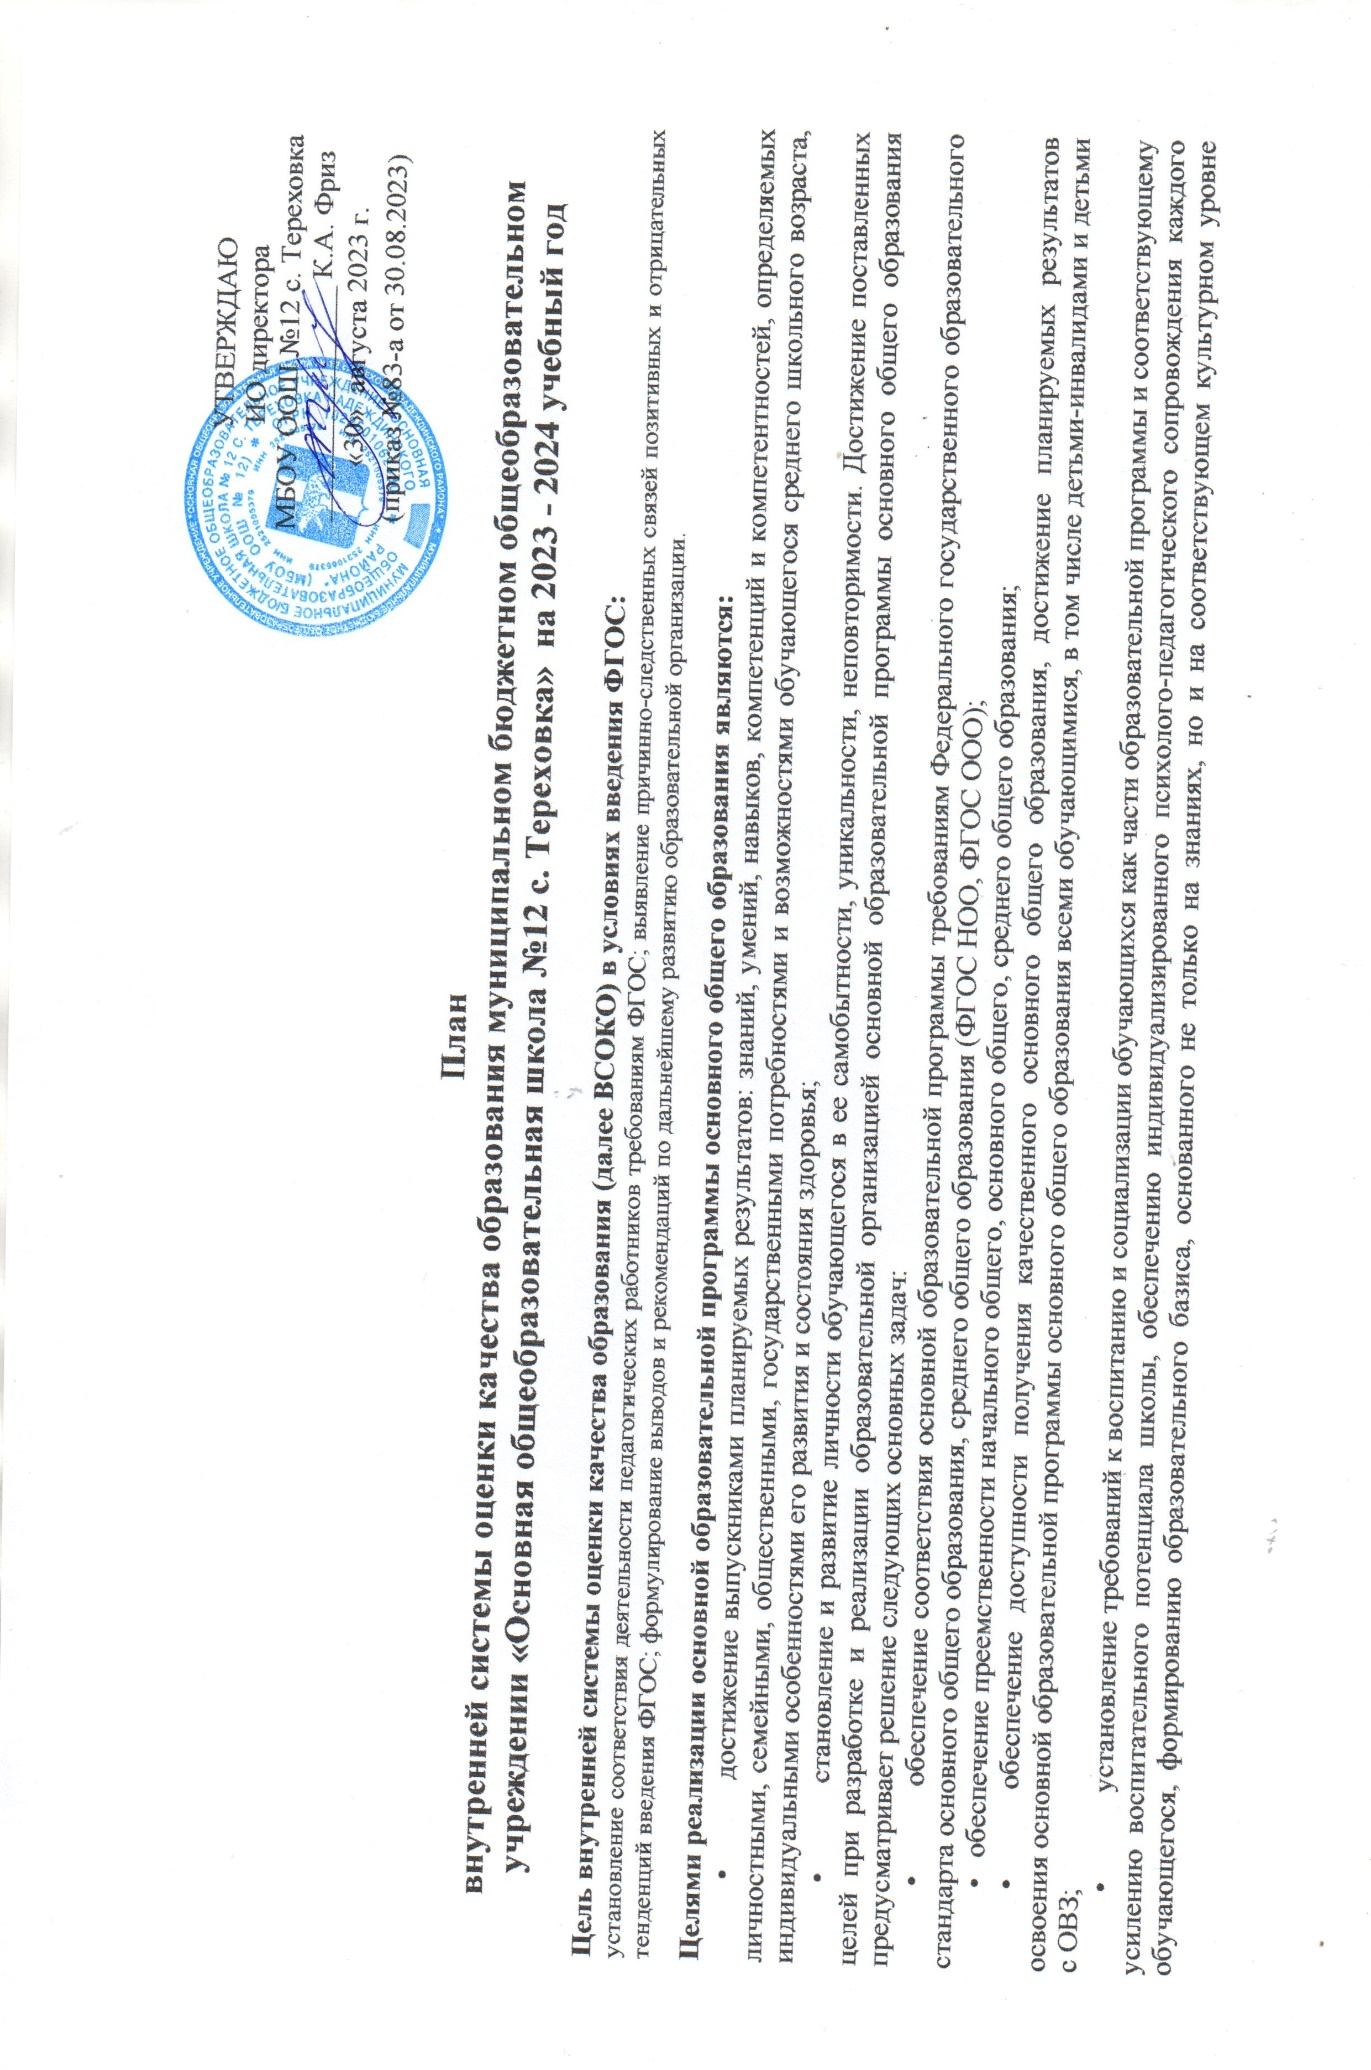 УТВЕРЖДАЮ
ИО директора
МБОУ ООШ №12 с. Тереховка
К.А. Фриз
«30» августа 2023 г.
(приказ №83-а от 30.08.2023)
План
внутренней системы оценки качества образования муниципальном бюджетном общеобразовательном
учреждении «Основная общеобразовательная школа №12 с. Тереховка» на 2023 - 2024 учебный год
Цель внутренней системы оценки качества образования (далее ВСОКО) в условиях введения ФГОС:
установление соответствия деятельности педагогических работников требованиям ФГОС; выявление причинно-следственных связей позитивных и отрицательных
тенденций введения ФГОС; формулирование выводов и рекомендаций по дальнейшему развитию образовательной организации.
Целями реализации основной образовательной программы основного общего образования являются:
• достижение выпускниками планируемых результатов: знаний, умений, навыков, компетенций и компетентностей, определяемых
личностными, семейными, общественными, государственными потребностями и возможностями обучающегося среднего школьного возраста,
индивидуальными особенностями его развития и состояния здоровья;
• становление и развитие личности обучающегося в ее самобытности, уникальности, неповторимости. Достижение поставленных
целей при разработке и реализации образовательной организацией основной образовательной программы основного общего образования
предусматривает решение следующих основных задач:
• обеспечение соответствия основной образовательной программы требованиям Федерального государственного образовательного
стандарта основного общего образования, среднего общего образования (ФГОС НОО, ФГОС ООО);
• обеспечение преемственности начального общего, основного общего, среднего общего образования;
• обеспечение доступности получения качественного основного общего образования, достижение планируемых результатов
освоения основной образовательной программы основного общего образования всеми обучающимися, в том числе детьми-инвалидами и детьми
с ОВЗ;
• установление требований к воспитанию и социализации обучающихся как части образовательной программы и соответствующему
усилению воспитательного потенциала школы, обеспечению индивидуализированного психолого-педагогического сопровождения каждого
обучающегося, формированию образовательного базиса, основанного не только на знаниях, но и на соответствующем культурном уровне